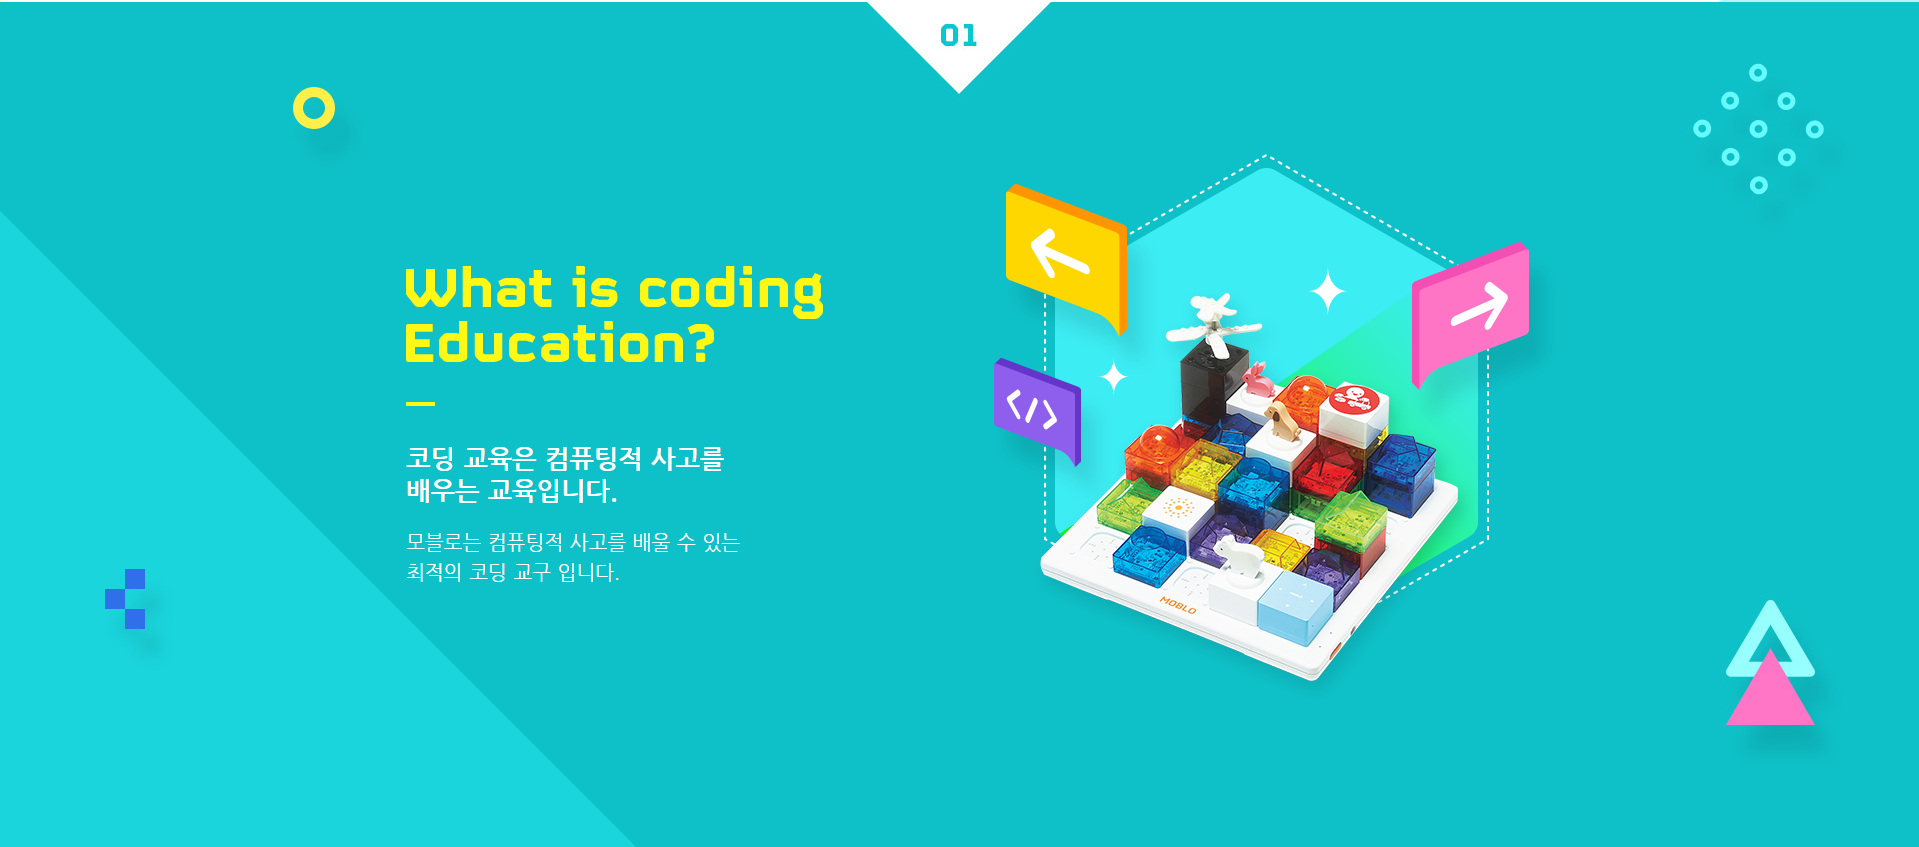 01
What is coding
Education?
코딩 교육은 컴퓨팅적 사고를
배우는 교육입니다.
모블로는 컴퓨팅적 사고를 배울 수 있는
최적의 코딩 교구 입니다.
</>
MOBLO